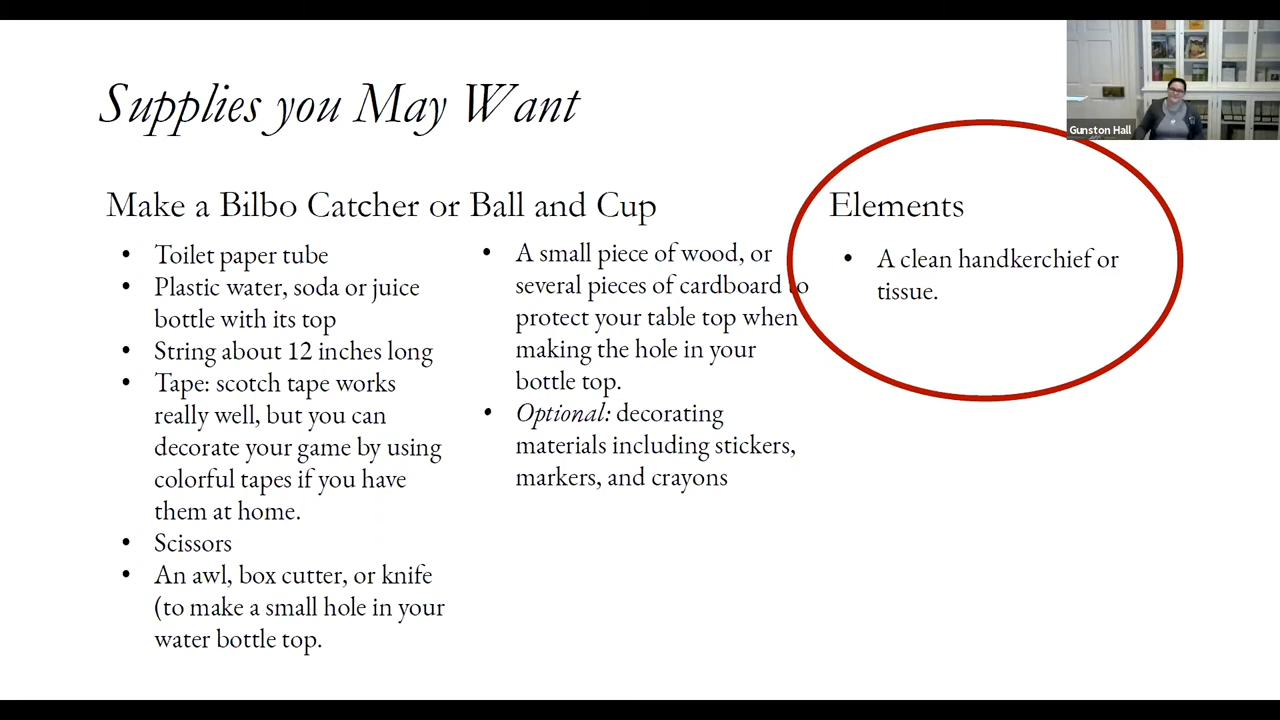 Supplies you May Want
Gunston Hall
Make a Bilbo Catcher or Ball and Cup
• Toilet paper tube
• Plastic water, soda or juice
bottle with its top
• String about 12 inches long
• Tape: scotch tape works
really well, but you can
decorate your game by using
colorful tapes if you have
them at home.
• Scissors
• An awl, box cutter, or knife
(to make a small hole in your
water bottle top.
• A small piece of wood, or
several pieces of cardboard to
protect your table top when
making the hole in your
bottle top.
• Optional: decorating
materials including stickers,
markers, and crayons
Elements
• A clean handkerchief or
tissue.